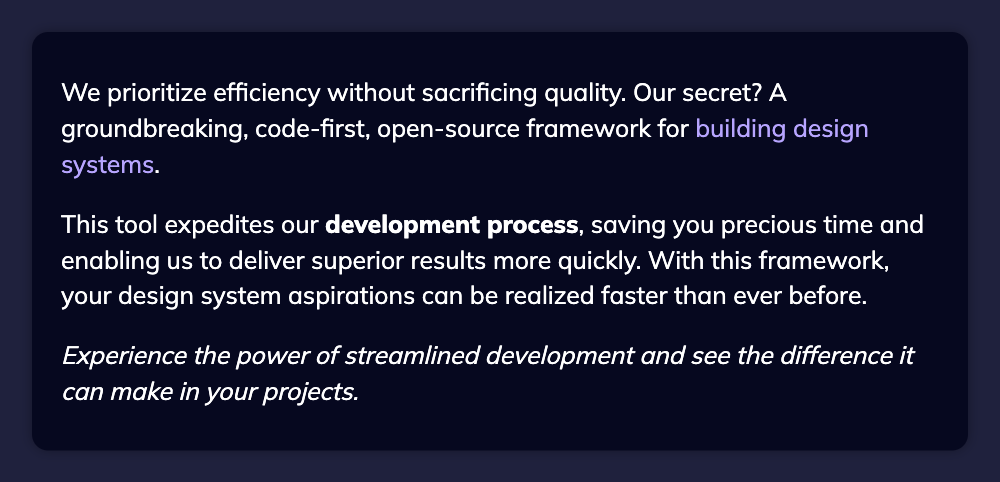 We prioritize efficiency without sacrificing quality. Our secret? A
groundbreaking, code-first, open-source framework for building design
systems.
This tool expedites our development process, saving you precious time and
enabling us to deliver superior results more quickly. With this framework,
your design system aspirations can be realized faster than ever before.
Experience the power of streamlined development and see the difference it
can make in your projects.